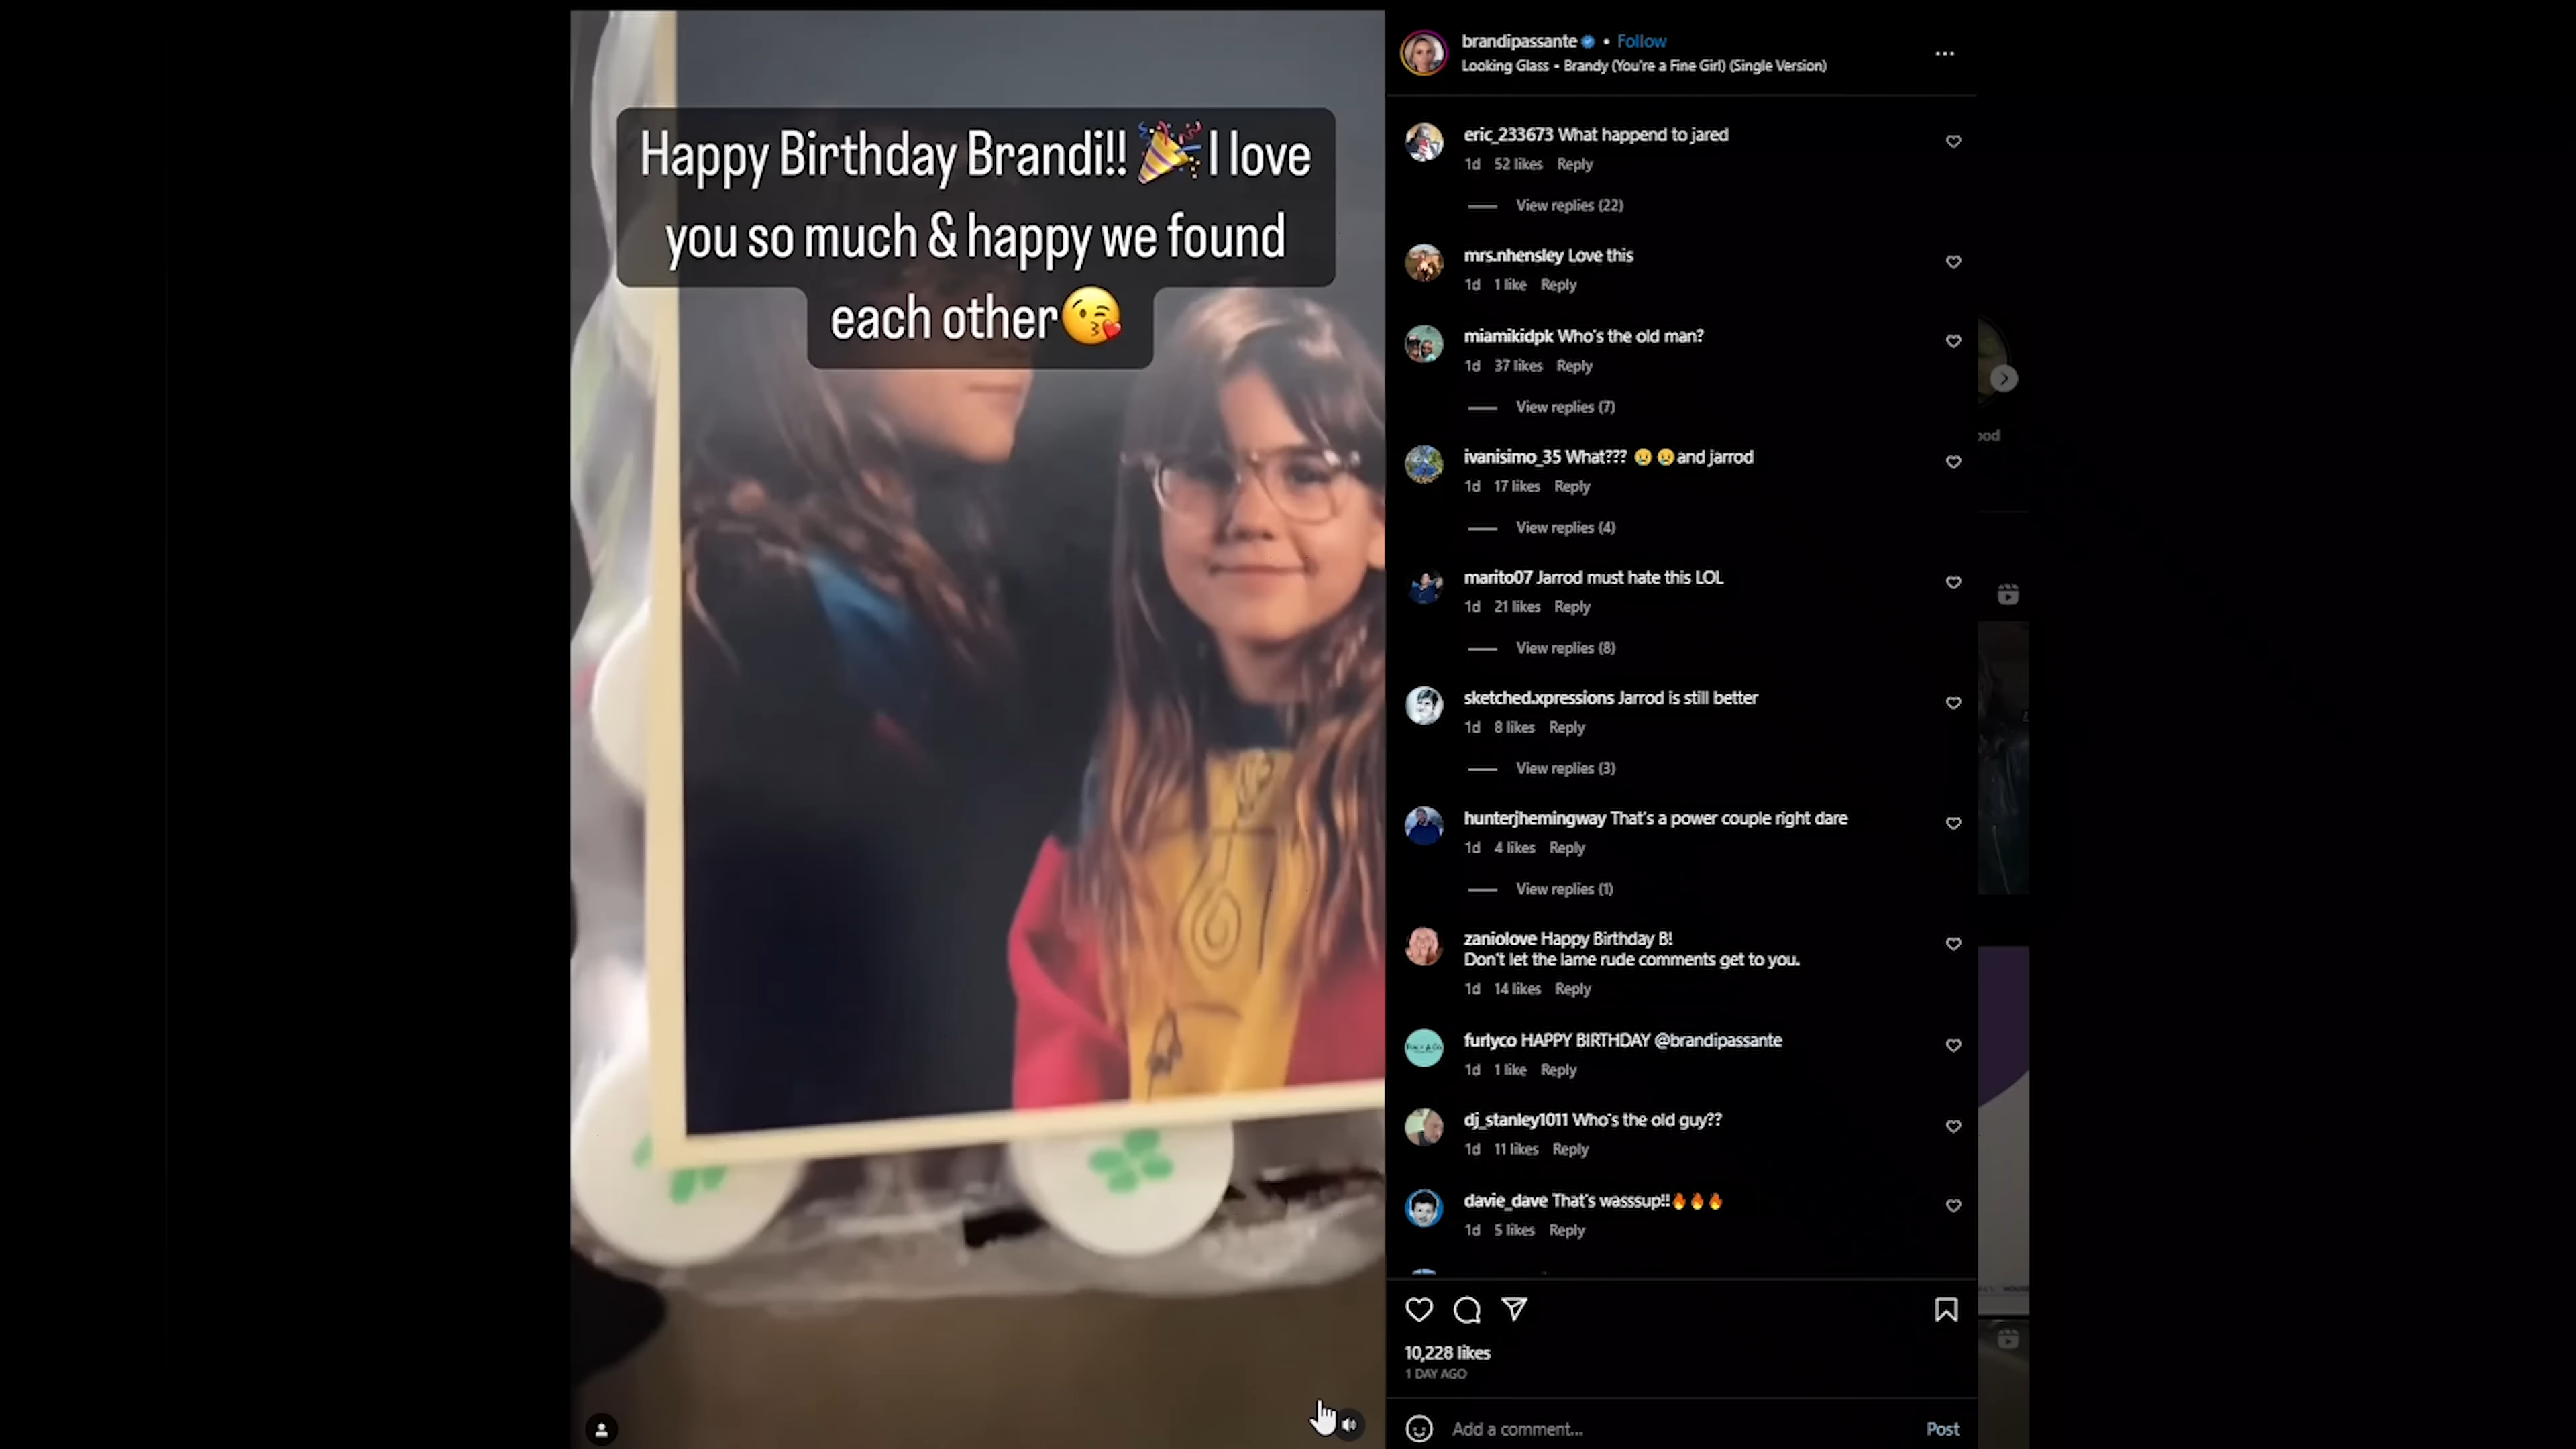 Happy Birthday Brandi!! 🎉 I love
you so much & happy we found
each other😘
brandipassante • Follow
Looking Glass • Brandy (You're a Fine Girl) (Single Version)
eric_233673 What happend to jared
1d 52 likes Reply
View replies (22)
mrs.nhensley Love this
1d 1 like Reply
miamikidpk Who's the old man?
1d 37 likes Reply
View replies (7)
ivanisimo_35 What??? 😢😢and jarrod
1d 17 likes Reply
View replies (4)
marito07 Jarrod must hate this LOL
1d 21 likes Reply
View replies (8)
sketched.xpressions Jarrod is still better
1d 8 likes Reply
View replies (3)
hunterjhemingway That's a power couple right dare
1d 4 likes Reply
View replies (1)
zaniolove Happy Birthday B!
Don't let the lame rude comments get to you.
1d 14 likes Reply
furlyco HAPPY BIRTHDAY @brandipassante
1d 1 like Reply
dj_stanley1011 Who's the old guy??
1d 11 likes Reply
davie_dave That's wasssup!!🔥🔥🔥
1d 5 likes Reply
10,228 likes
1 DAY AGO
Add a comment... Post